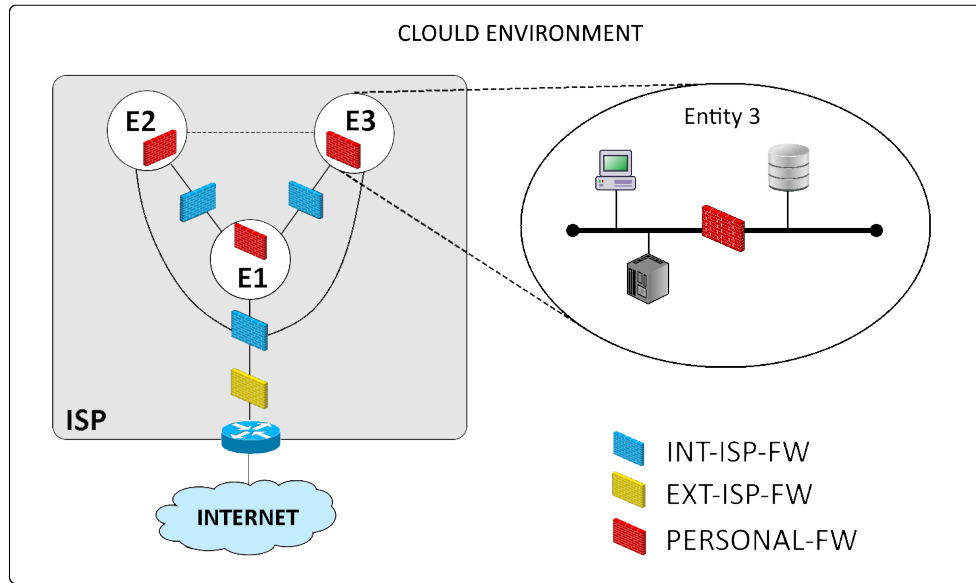 CLOULD ENVIRONMENT
E2
E3
E1
ISP
INTERNET
Entity 3
INT-ISP-FW
EXT-ISP-FW
PERSONAL-FW